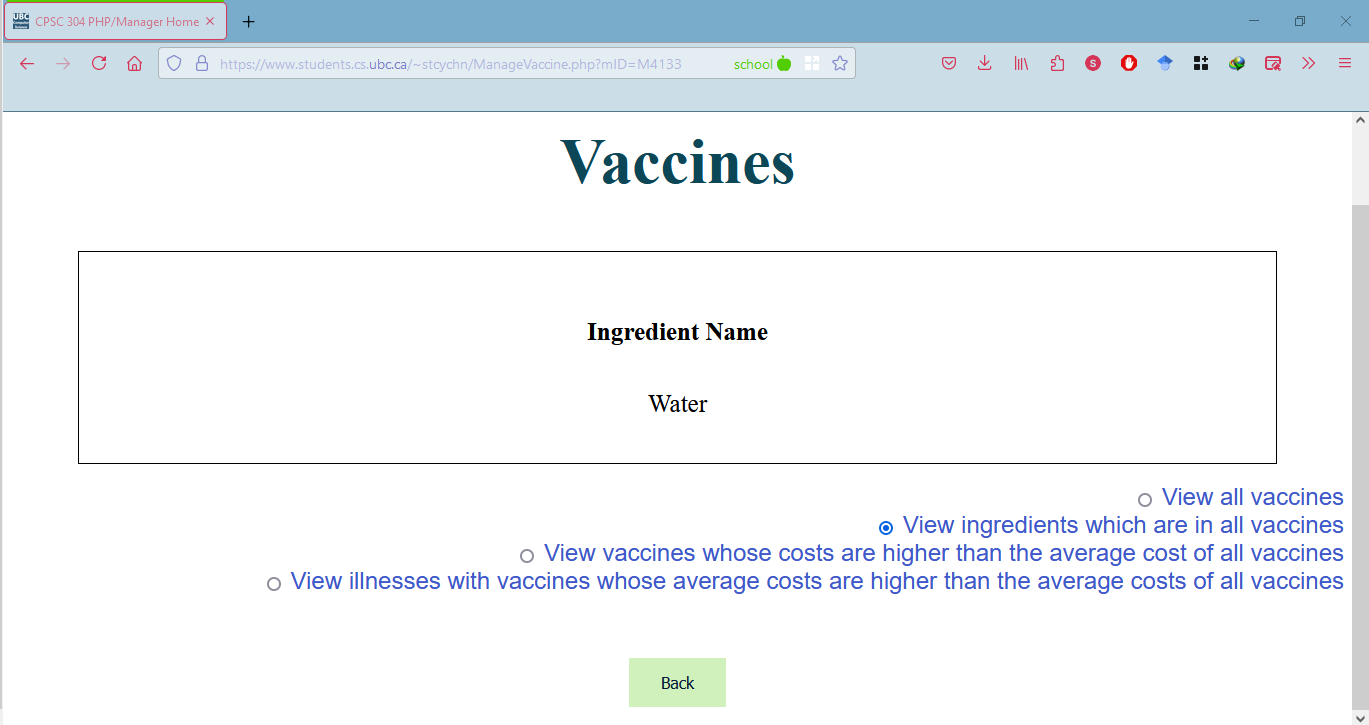 UBC
CPSC 304 PHP/Manager Home
https://www.students.cs.ubc.ca/~stcychn/ManageVaccine.php?mID=M4133
school
S
Vaccines
Ingredient Name
Water
View all vaccines
View ingredients which are in all vaccines
View vaccines whose costs are higher than the average cost of all vaccines
View illnesses with vaccines whose average costs are higher than the average costs of all vaccines
Back